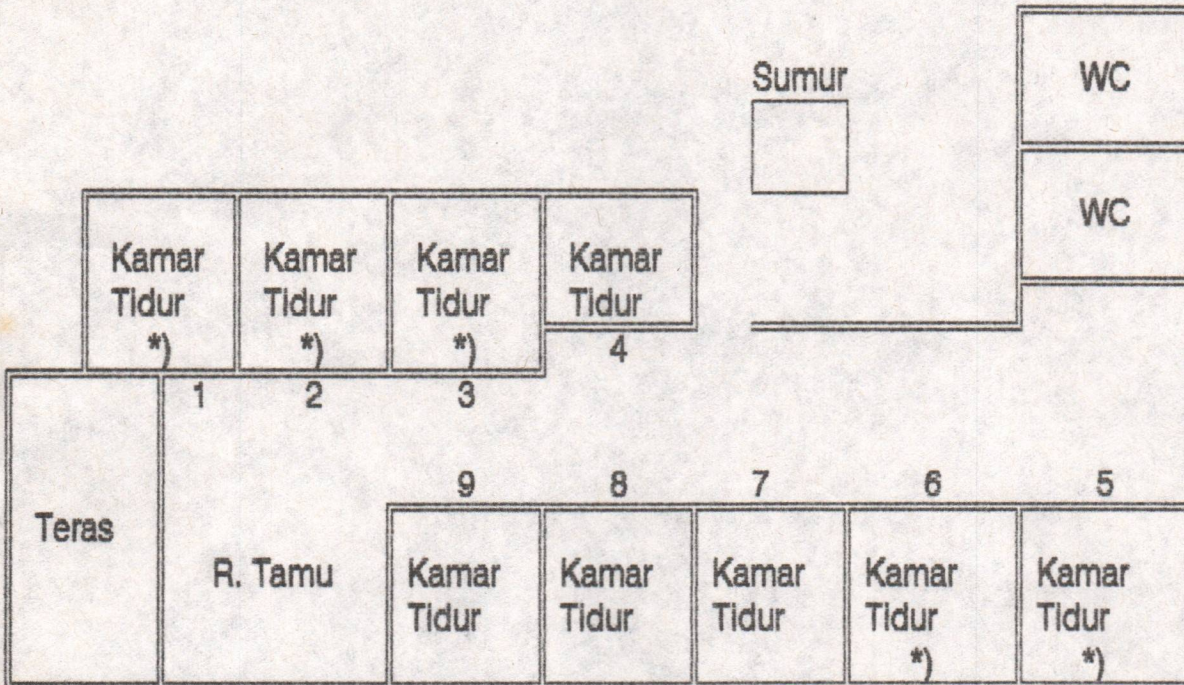 Sumur
WC
WC
Kamar
Tidur
*)
Kamar
Tidur
*)
Kamar
Tidur
*)
Kamar
Tidur
1
2
3
4
9
8
7
6
5
Teras
R. Tamu
Kamar
Tidur
Kamar
Tidur
Kamar
Tidur
Kamar
Tidur
*)
Kamar
Tidur
*)